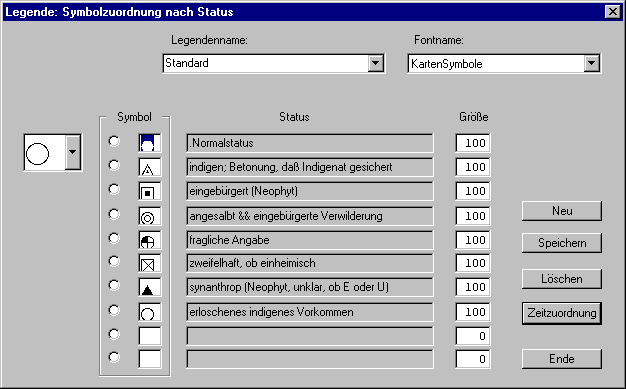 Legende: Symbolzuordnung nach Status
Legendenname:
Fontname:
Standard
KartenSymbole
Symbol
Status
Größe
.Normalstatus
100
indigen; Betonung, daß Indigenat gesichert
100
eingebürgert (Neophyt)
100
angesalbt && eingebürgerte Verwilderung
100
fragliche Angabe
100
zweifelhaft, ob einheimisch
100
synanthrop (Neophyt, unklar, ob E oder U)
100
erloschenes indigenes Vorkommen
100
0
0
Neu
Speichern
Löschen
Zeitzuordnung
Ende